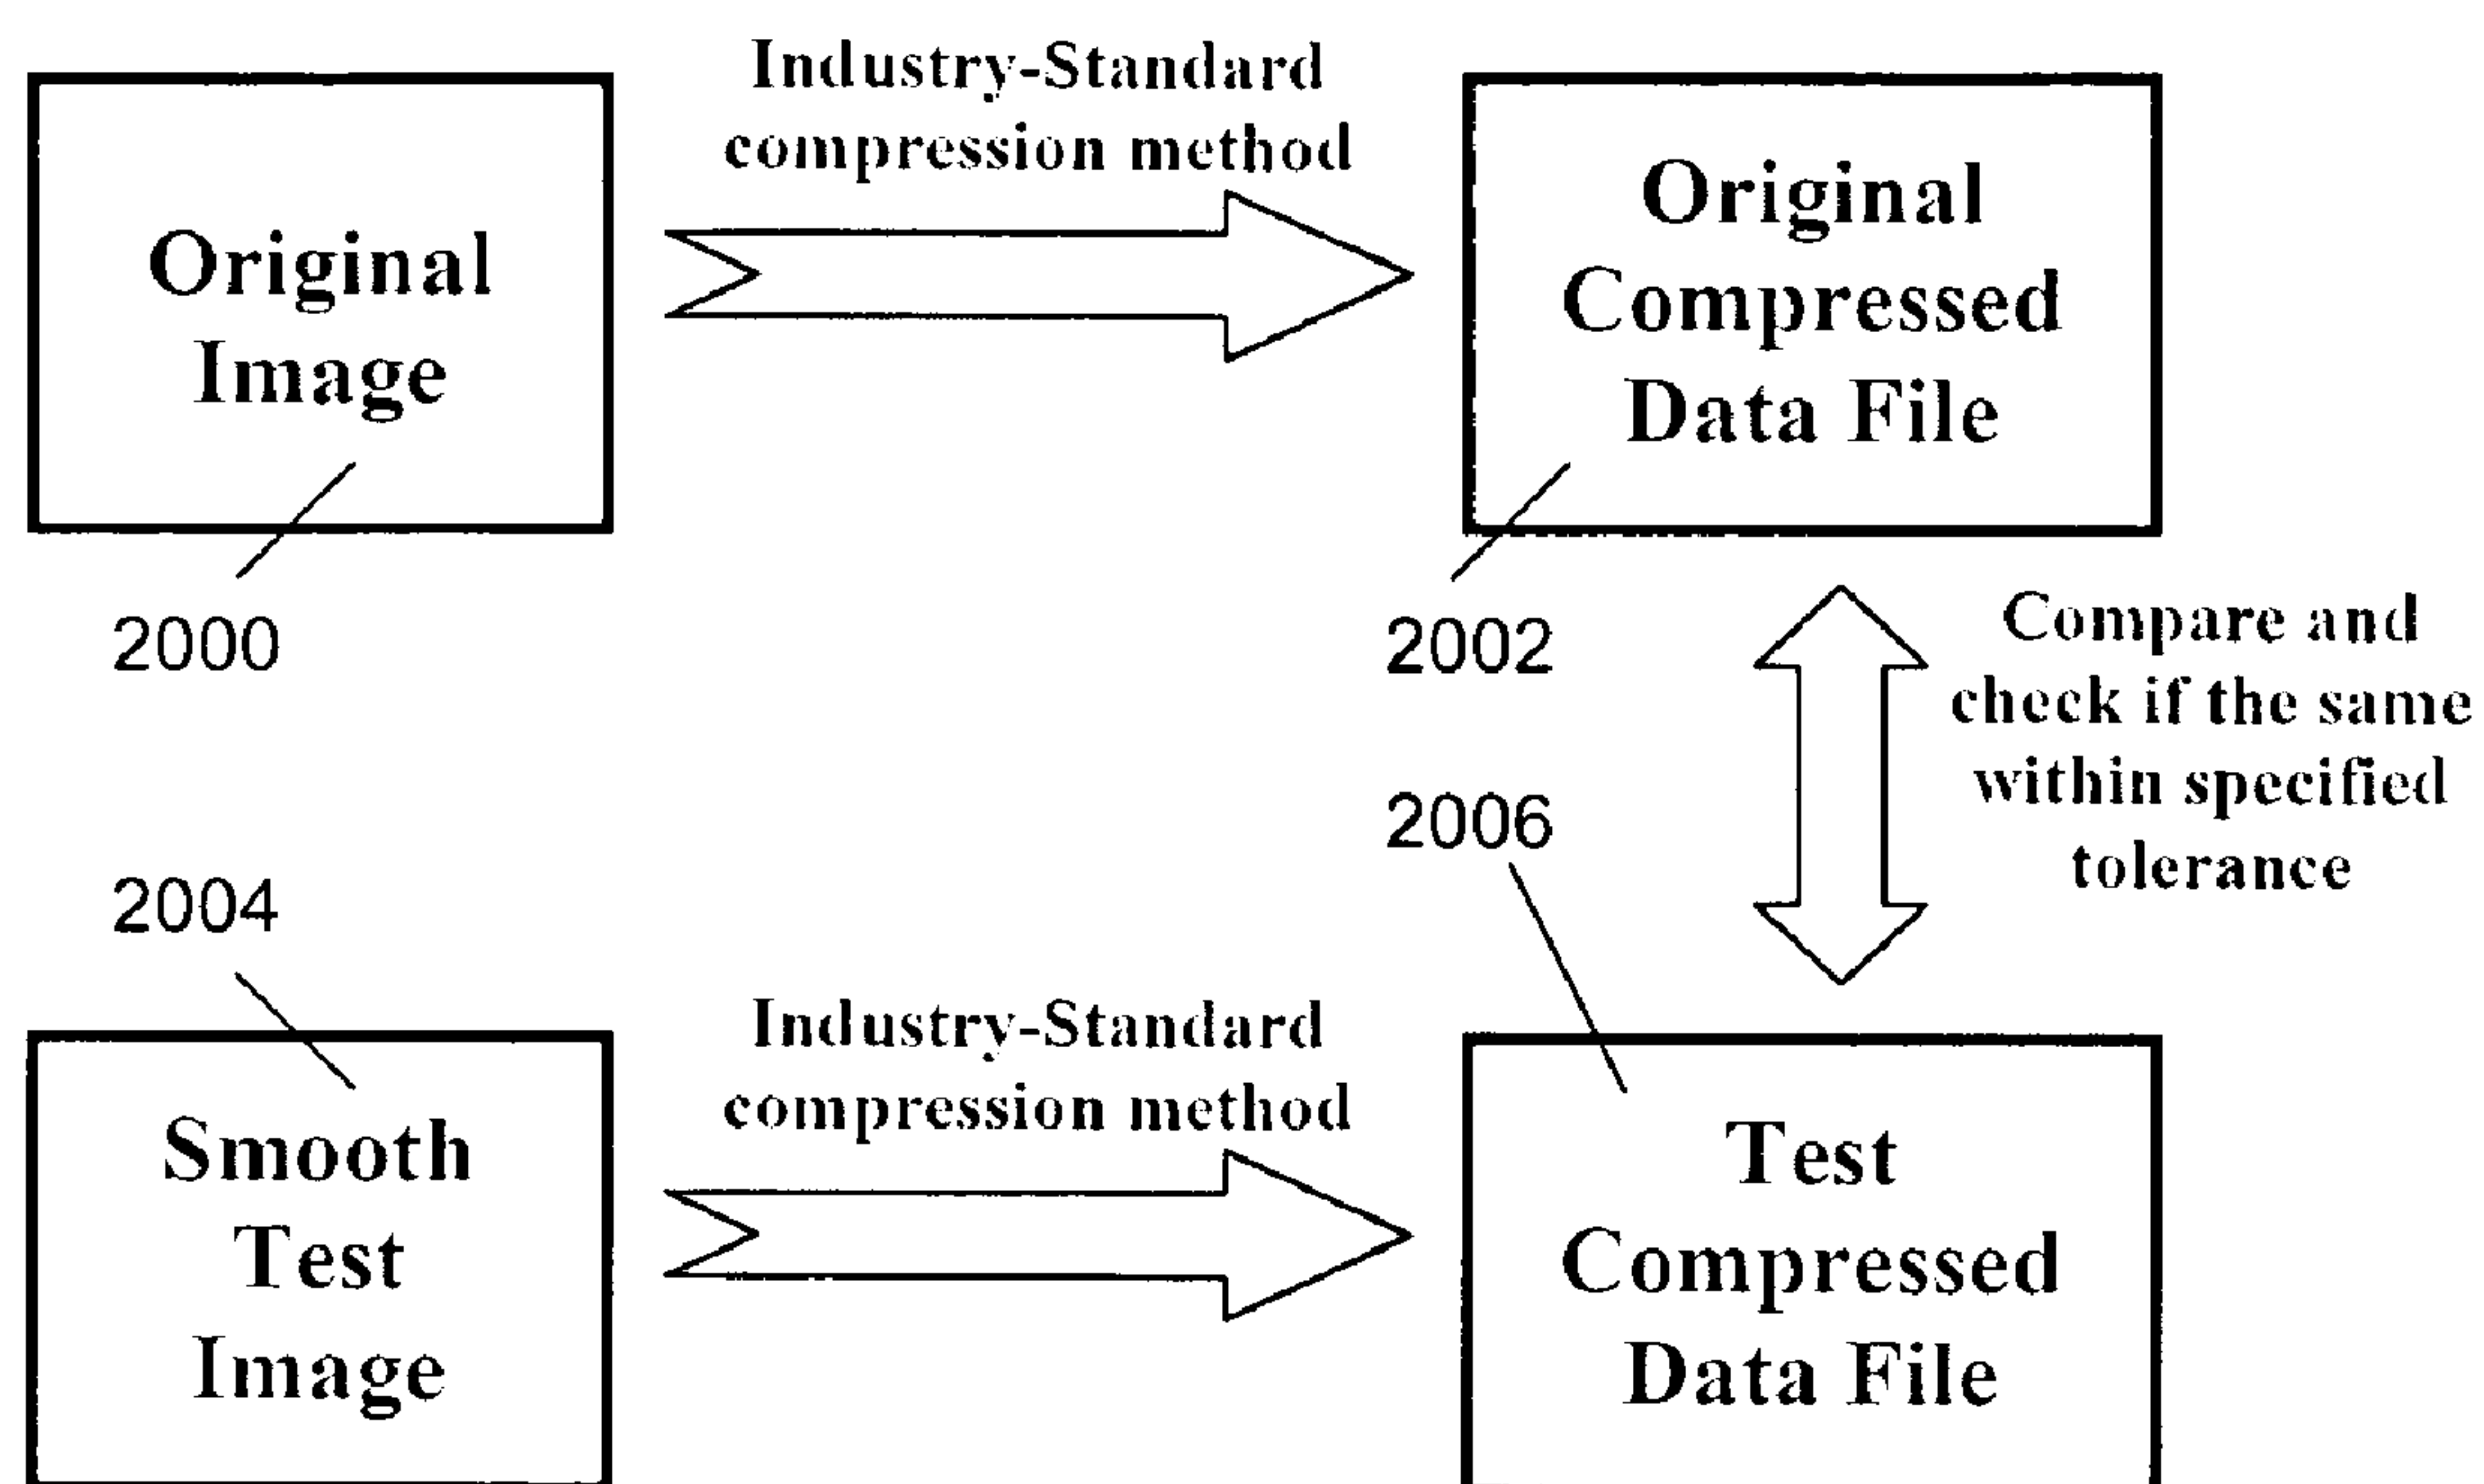 Industry-Standard
compression method
Original
Image
Original
Compressed
Data File
2000
2002
Compare and
check if the same
within specified
tolerance
2006
2004
Industry-Standard
compression method
Smooth
Test
Image
Test
Compressed
Data File